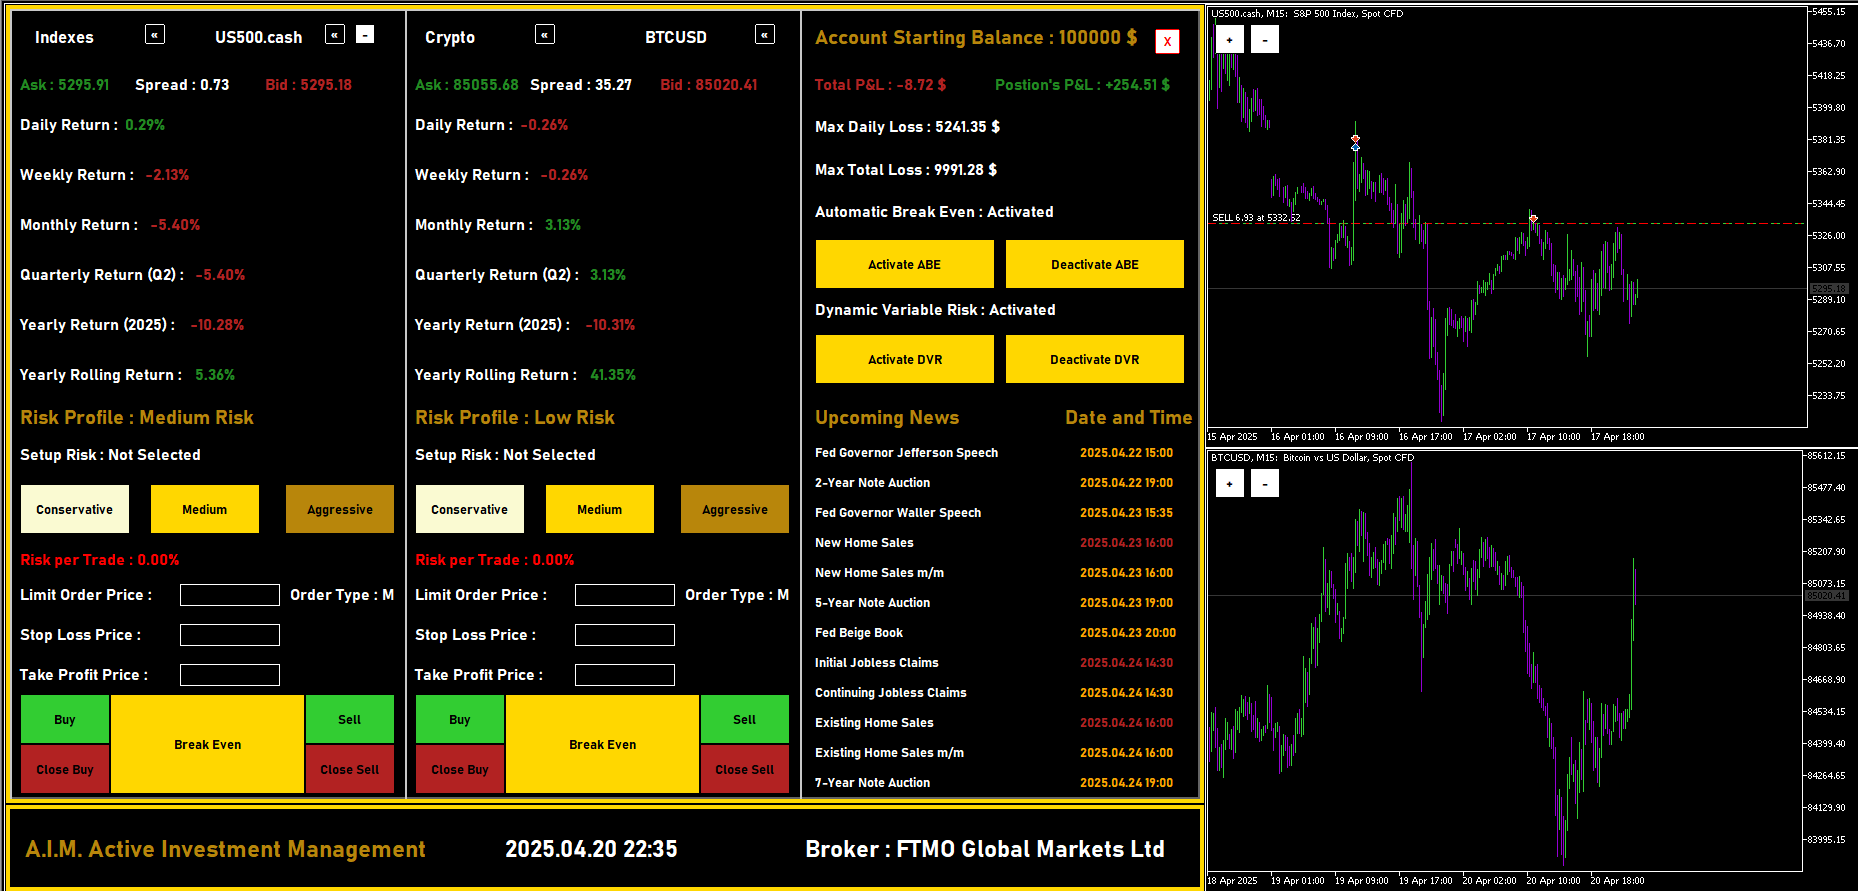 Indexes « US500.cash « -
Ask : 5295.91 Spread : 0.73 Bid : 5295.18
Daily Return : 0.29%
Weekly Return : -2.13%
Monthly Return : -5.40%
Quarterly Return (Q2) : -5.40%
Yearly Return (2025) : -10.28%
Yearly Rolling Return : 5.36%
Risk Profile : Medium Risk
Setup Risk : Not Selected
Conservative Medium Aggressive
Risk per Trade : 0.00%
Limit Order Price : Order Type : M
Stop Loss Price :
Take Profit Price :
Buy Break Even Sell
Close Buy Close Sell
Crypto « BTCUSD «
Ask : 85055.68 Spread : 35.27 Bid : 85020.41
Daily Return : -0.26%
Weekly Return : -0.26%
Monthly Return : 3.13%
Quarterly Return (Q2) : 3.13%
Yearly Return (2025) : -10.31%
Yearly Rolling Return : 41.35%
Risk Profile : Low Risk
Setup Risk : Not Selected
Conservative Medium Aggressive
Risk per Trade : 0.00%
Limit Order Price : Order Type : M
Stop Loss Price :
Take Profit Price :
Buy Break Even Sell
Close Buy Close Sell
Account Starting Balance : 100000 $ X
Total P&L : -8.72 $ Postion's P&L : +254.51 $
Max Daily Loss : 5241.35 $
Max Total Loss : 9991.28 $
Automatic Break Even : Activated
Activate ABE Deactivate ABE
Dynamic Variable Risk : Activated
Activate DVR Deactivate DVR
Upcoming News Date and Time
Fed Governor Jefferson Speech 2025.04.22 15:00
2-Year Note Auction 2025.04.22 19:00
Fed Governor Waller Speech 2025.04.23 15:35
New Home Sales 2025.04.23 16:00
New Home Sales m/m 2025.04.23 16:00
5-Year Note Auction 2025.04.23 19:00
Fed Beige Book 2025.04.23 20:00
Initial Jobless Claims 2025.04.24 14:30
Continuing Jobless Claims 2025.04.24 14:30
Existing Home Sales 2025.04.24 16:00
Existing Home Sales m/m 2025.04.24 16:00
7-Year Note Auction 2025.04.24 19:00
A.I.M. Active Investment Management 2025.04.20 22:35 Broker : FTMO Global Markets Ltd
US500.cash, M15: S&P 500 Index, Spot CFD
+ -
SELL 6.93 at 5332.52
5455.15
5436.70
5418.25
5399.80
5381.35
5362.90
5344.45
5326.00
5307.55
5295.18
5289.10
5270.65
5252.20
5233.75
15 Apr 2025 16 Apr 01:00 16 Apr 09:00 16 Apr 17:00 17 Apr 02:00 17 Apr 10:00 17 Apr 18:00
BTCUSD, M15: Bitcoin vs US Dollar, Spot CFD
+ -
85612.15
85477.40
85342.65
85207.90
85073.15
85020.41
84938.40
84803.65
84668.90
84534.15
84399.40
84264.65
84129.90
83995.15
18 Apr 2025 19 Apr 01:00 19 Apr 09:00 19 Apr 17:00 20 Apr 02:00 20 Apr 10:00 20 Apr 18:00